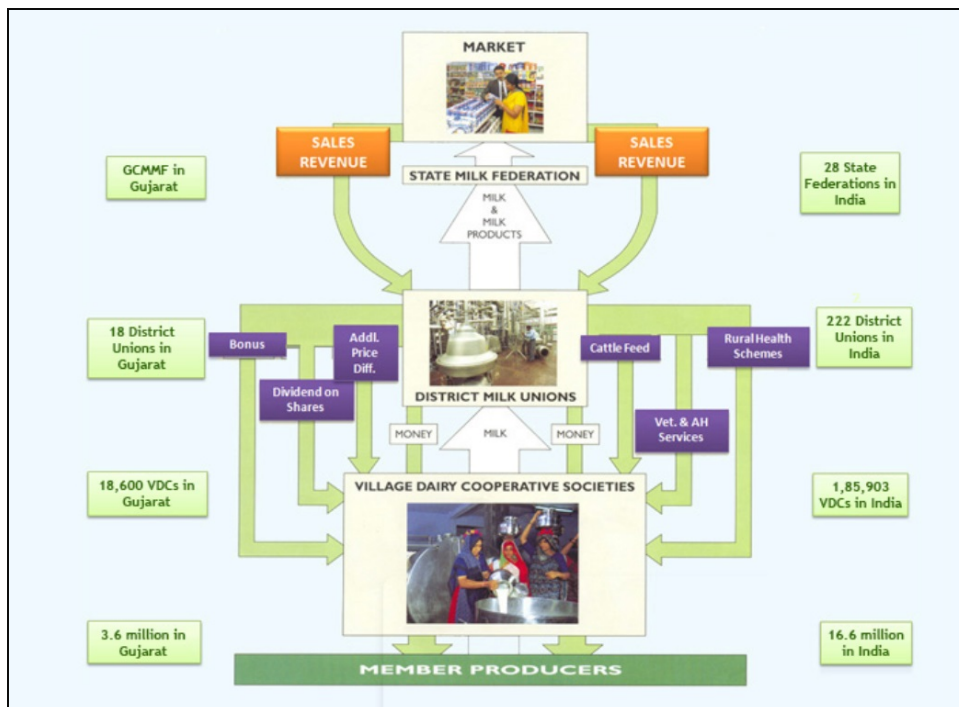 MARKET
SALES
REVENUE
SALES
REVENUE
GCMMF in
Gujarat
STATE MILK FEDERATION
28 State
Federations in
India
MILK
&
MILK
PRODUCTS
18 District
Unions in
Gujarat
Bonus
Addl.
Price
Diff.
Dividend on
Shares
Cattle Feed
Rural Health
Schemes
222 District
Unions in
India
DISTRICT MILK UNIONS
Vet. & AH
Services
MONEY
MILK
MONEY
18,600 VDCs in
Gujarat
VILLAGE DAIRY COOPERATIVE SOCIETIES
1,85,903
VDCs in India
3.6 million in
Gujarat
16.6 million
in India
MEMBER PRODUCERS